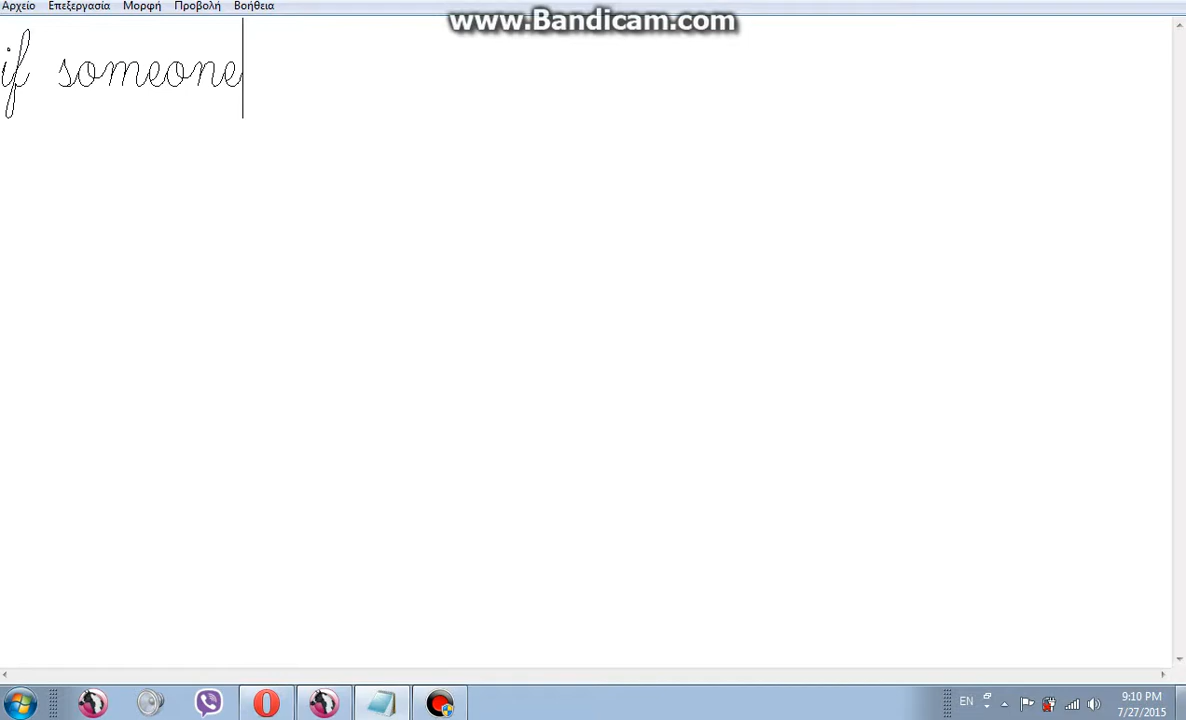 Αρχείο Επεξεργασία Μορφή Προβολή Βοήθεια
www.Bandicam.com
if someone
EN
9:10 PM
7/27/2015